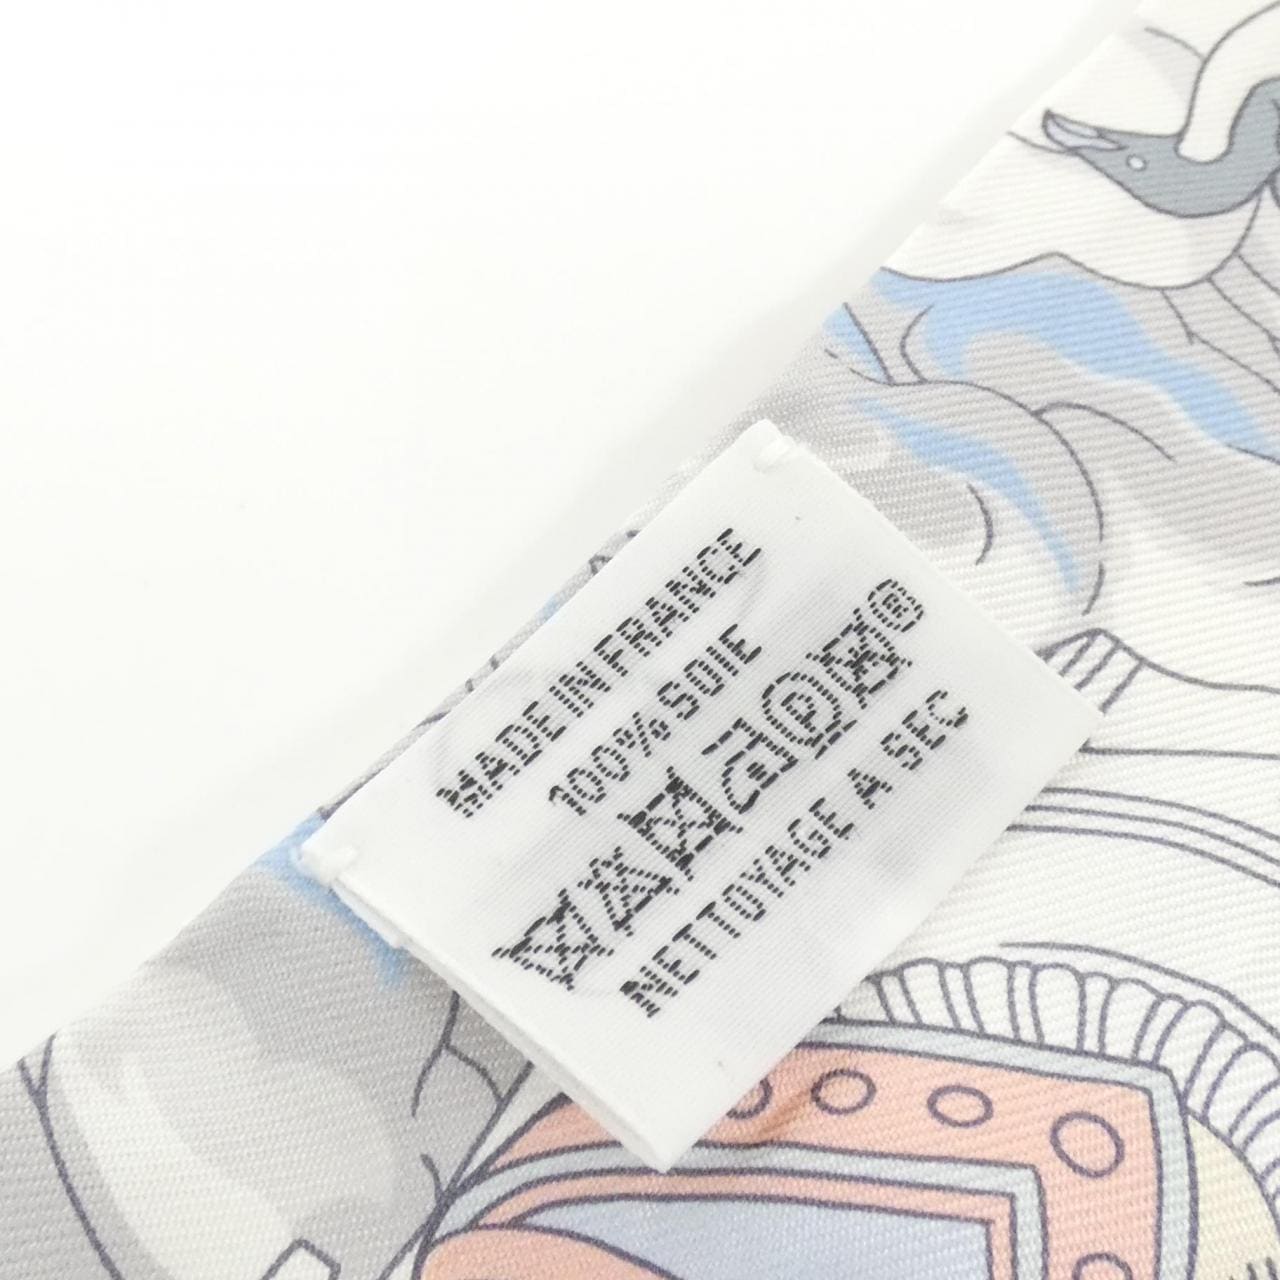 MADE IN FRANCE
100% SOIE
P ®
NETTOYAGE A SEC